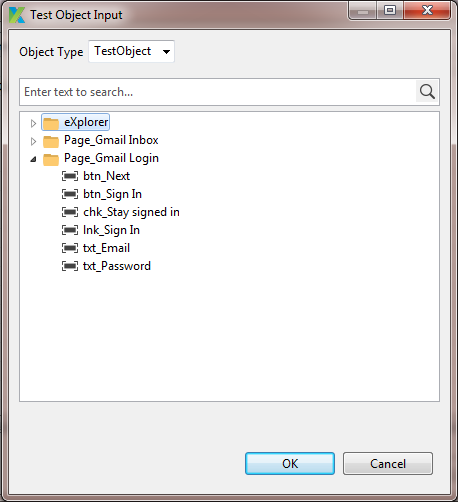 Test Object Input
Object Type TestObject
Enter text to search...
eXplorer
Page_Gmail Inbox
Page_Gmail Login
btn_Next
btn_Sign In
chk_Stay signed in
lnk_Sign In
txt_Email
txt_Password
OK Cancel